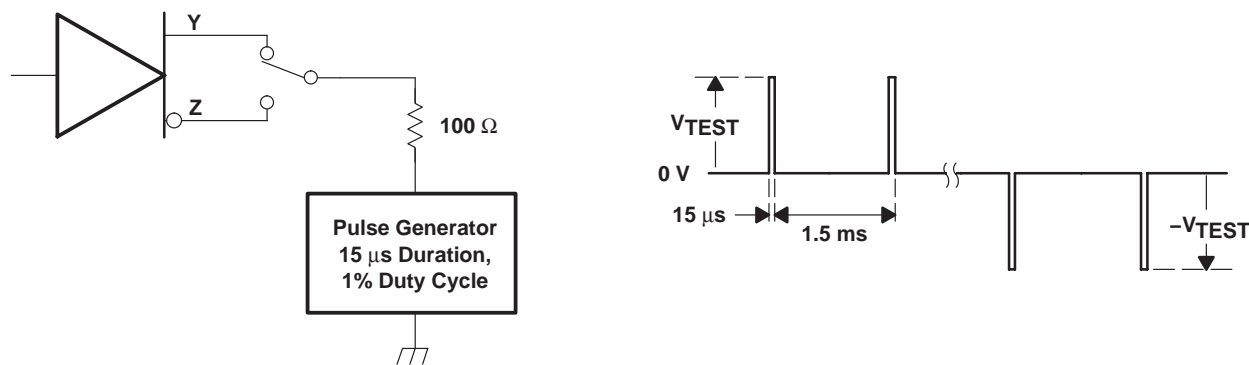 Y
Z
100 Ω
Pulse Generator
15 μs Duration,
1% Duty Cycle
VTEST
0 V
15 μs
1.5 ms
–VTEST